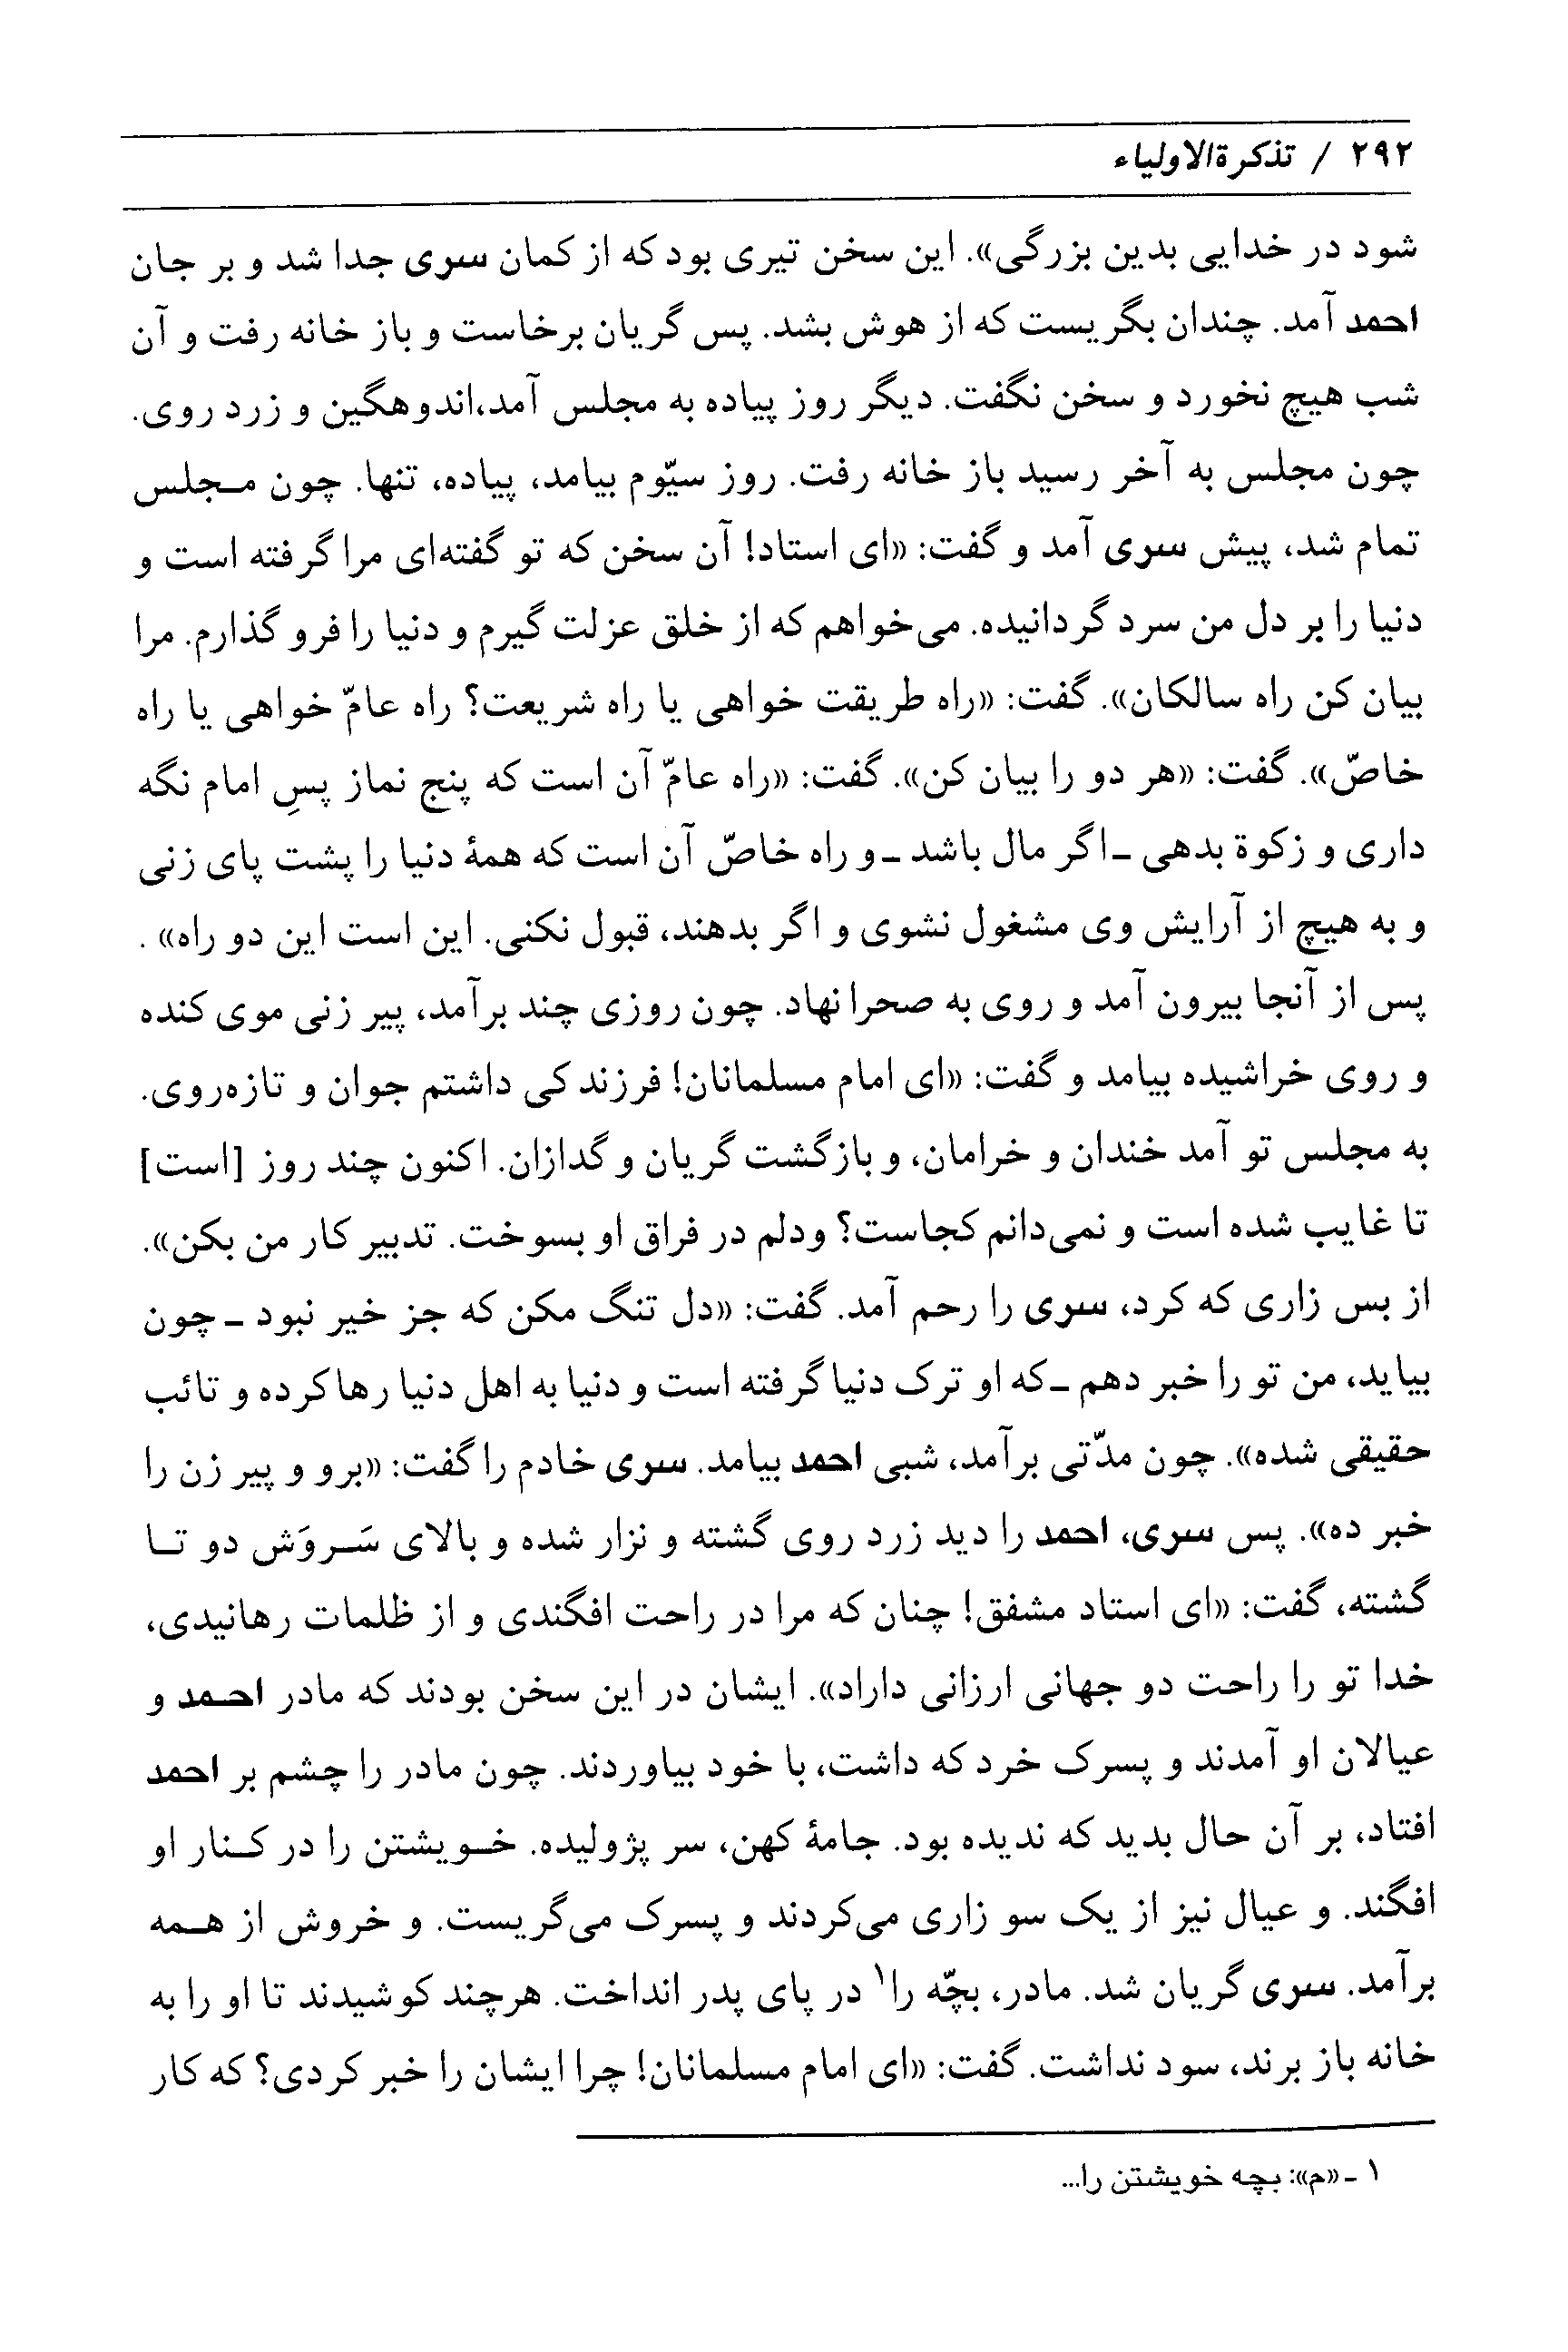 ۲۹۲ / تذکرةالاولیاء
شود در خدایی بدین بزرگی». این سخن تیری بود که از کمان سری جدا شد و بر جان
احمد آمد. چندان بگریست که از هوش بشد. پس گریان برخاست و باز خانه رفت و آن
شب هیچ نخورد و سخن نگفت. دیگر روز پیاده به مجلس آمد،اندوهگین و زرد روی.
چون مجلس به آخر رسید باز خانه رفت. روز سیّوم بیامد، پیاده، تنها. چون مـجلس
تمام شد، پیش سری آمد و گفت: «ای استاد! آن سخن که تو گفته‌ای مرا گرفته است و
دنیا را بر دل من سرد گردانیده. می‌خواهم که از خلق عزلت گیرم و دنیا را فرو گذارم. مرا
بیان کن راه سالکان». گفت: «راه طریقت خواهی یا راه شریعت؟ راه عامّ خواهی یا راه
خاصّ». گفت: «هر دو را بیان کن». گفت: «راه عامّ آن است که پنج نماز پسِ امام نگه
داری و زکوة بدهی -اگر مال باشد -و راه خاصّ آن است که همهٔ دنیا را پشت پای زنی
و به هیچ از آرایش وی مشغول نشوی و اگر بدهند، قبول نکنی. این است این دو راه» .
پس از آنجا بیرون آمد و روی به صحرا نهاد. چون روزی چند برآمد، پیر زنی موی کنده
و روی خراشیده بیامد و گفت: «ای امام مسلمانان! فرزندکی داشتم جوان و تازه‌روی.
به مجلس تو آمد خندان و خرامان، و بازگشت گریان و گدازان. اکنون چند روز [است]
تا غایب شده است و نمی‌دانم کجاست؟ ودلم در فراق او بسوخت. تدبیر کار من بکن».
از بس زاری که کرد، سری را رحم آمد. گفت: «دل تنگ مکن که جز خیر نبود - چون
بیاید، من تو را خبر دهم -که او ترک دنیا گرفته است و دنیا به اهل دنیا رها کرده و تائب
حقیقی شده». چون مدّتی برآمد، شبی احمد بیامد. سری خادم را گفت: «برو و پیر زن را
خبر ده». پس سری، احمد را دید زرد روی گشته و نزار شده و بالای سَـروَش دو تـا
گشته، گفت: «ای استاد مشفق! چنان که مرا در راحت افگندی و از ظلمات رهانیدی،
خدا تو را راحت دو جهانی ارزانی داراد». ایشان در این سخن بودند که مادر احـمد و
عیالان او آمدند و پسرک خرد که داشت، با خود بیاوردند. چون مادر را چشم بر احمد
افتاد، بر آن حال بدید که ندیده بود. جامهٔ کهن، سر پژولیده. خـویشتن را در کـنار او
افگند. و عیال نیز از یک سو زاری می‌کردند و پسرک می‌گریست. و خروش از هـمه
برآمد. سری گریان شد. مادر، بچّه را۱ در پای پدر انداخت. هرچند کوشیدند تا او را به
خانه باز برند، سود نداشت. گفت: «ای امام مسلمانان! چرا ایشان را خبر کردی؟ که کار
۱ -«م»: بچه خویشتن را...